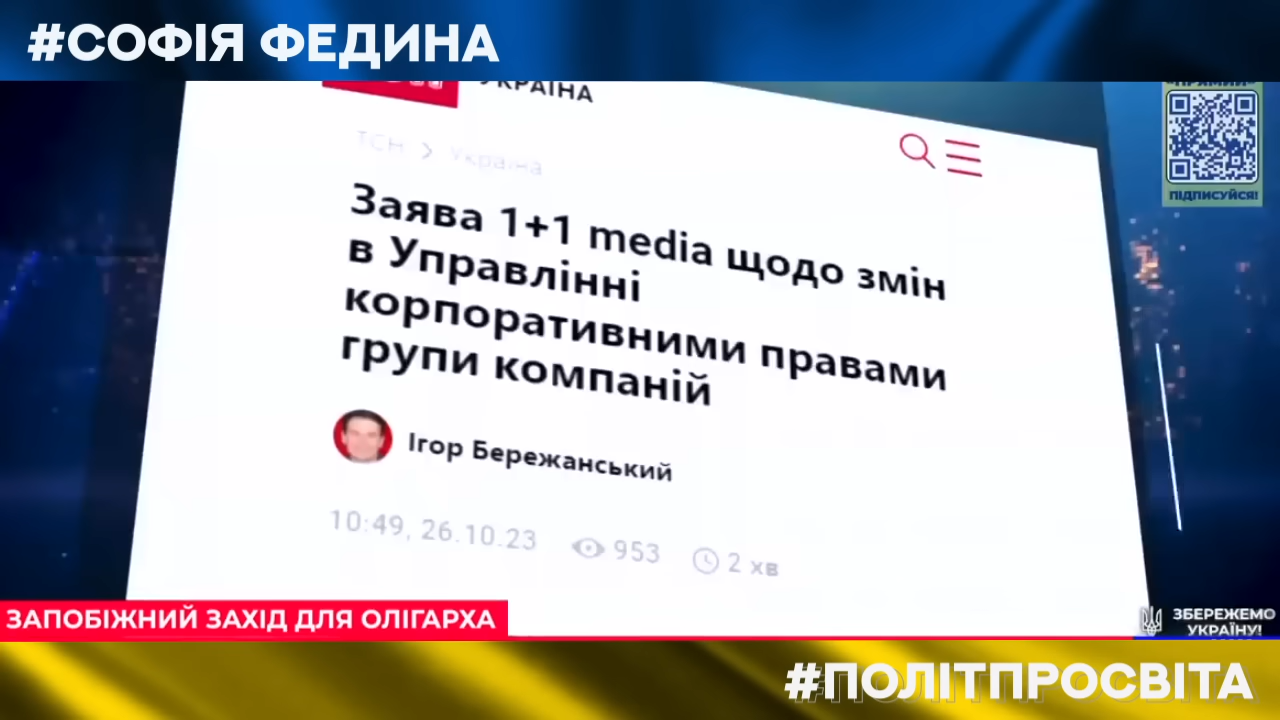 #СОФІЯ ФЕДИНА
УКРАЇНА
ПРЯМИЙ
ПІДПИСУЙСЯ!
ТСН > Україна
Заява 1+1 media щодо змін
в Управлінні
корпоративними правами
групи компаній
Ігор Бережанський
10:49, 26.10.23 953 2 хв
ЗАПОБІЖНИЙ ЗАХІД ДЛЯ ОЛІГАРХА
ЗБЕРЕЖЕМО
УКРАЇНУ!
#ПОЛІТПРОСВІТА